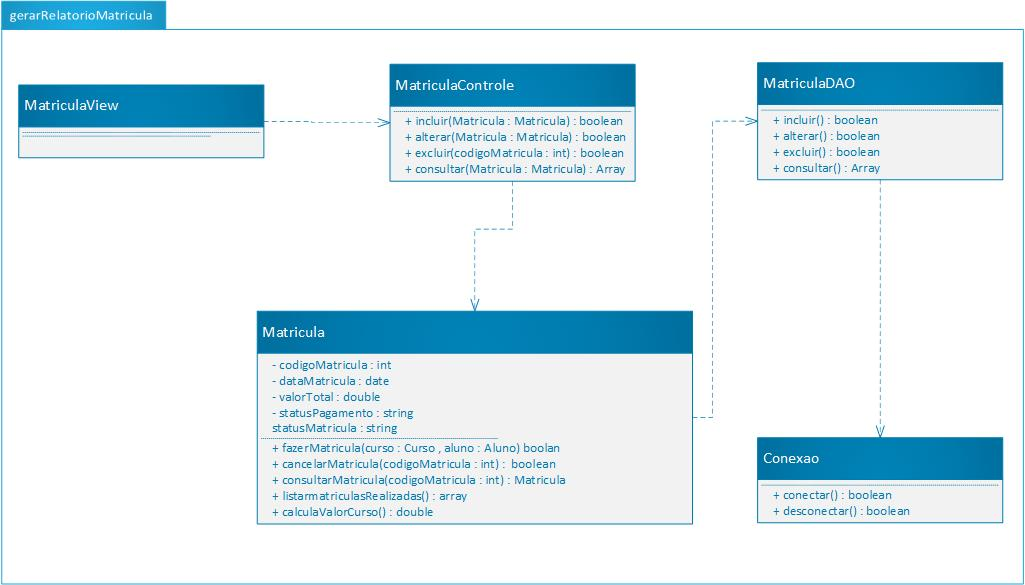 gerarRelatorioMatricula
MatriculaView
MatriculaControle
+ incluir(Matricula : Matricula) : boolean
+ alterar(Matricula : Matricula) : boolean
+ excluir(codigoMatricula : int) : boolean
+ consultar(Matricula : Matricula) : Array
MatriculaDAO
+ incluir() : boolean
+ alterar() : boolean
+ excluir() : boolean
+ consultar() : Array
Matricula
- codigoMatricula : int
- dataMatricula : date
- valorTotal : double
- statusPagamento : string
statusMatricula : string
+ fazerMatricula(curso : Curso , aluno : Aluno) boolan
+ cancelarMatricula(codigoMatricula : int) : boolean
+ consultarMatricula(codigoMatricula : int) : Matricula
+ listarmatriculasRealizadas() : array
+ calculaValorCurso() : double
Conexao
+ conectar() : boolean
+ desconectar() : boolean